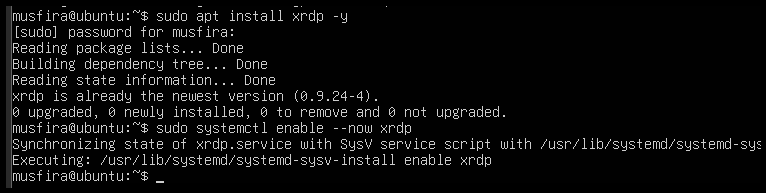 musfira@ubuntu:~$ sudo apt install xrdp -y
[sudo] password for musfira:
Reading package lists... Done
Building dependency tree... Done
Reading state information... Done
xrdp is already the newest version (0.9.24-4).
0 upgraded, 0 newly installed, 0 to remove and 0 not upgraded.
musfira@ubuntu:~$ sudo systemctl enable --now xrdp
Synchronizing state of xrdp.service with SysV service script with /usr/lib/systemd/systemd-sys
Executing: /usr/lib/systemd/systemd-sysv-install enable xrdp
musfira@ubuntu:~$ _